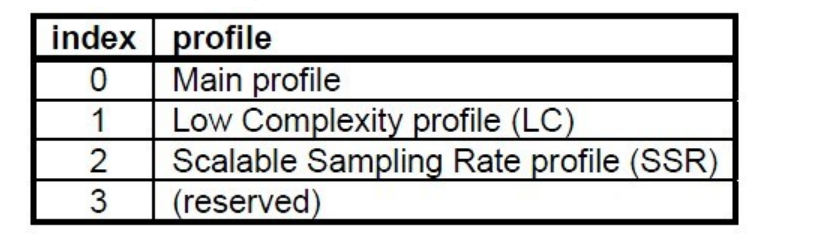 index profile
0 Main profile
1 Low Complexity profile (LC)
2 Scalable Sampling Rate profile (SSR)
3 (reserved)